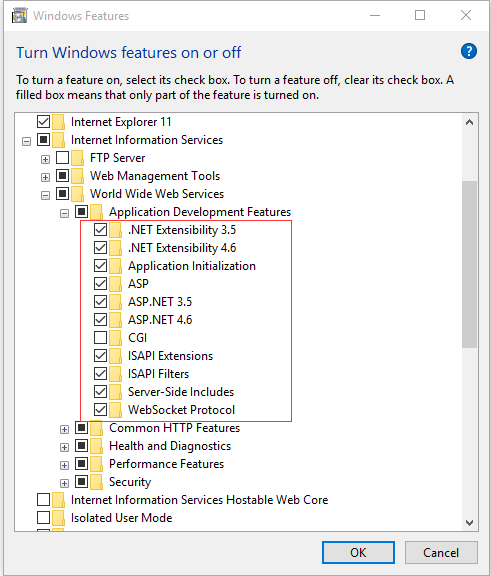 Windows Features
Turn Windows features on or off
?
To turn a feature on, select its check box. To turn a feature off, clear its check box. A
filled box means that only part of the feature is turned on.
Internet Explorer 11
Internet Information Services
FTP Server
Web Management Tools
World Wide Web Services
Application Development Features
.NET Extensibility 3.5
.NET Extensibility 4.6
Application Initialization
ASP
ASP.NET 3.5
ASP.NET 4.6
CGI
ISAPI Extensions
ISAPI Filters
Server-Side Includes
WebSocket Protocol
Common HTTP Features
Health and Diagnostics
Performance Features
Security
Internet Information Services Hostable Web Core
Isolated User Mode
OK
Cancel